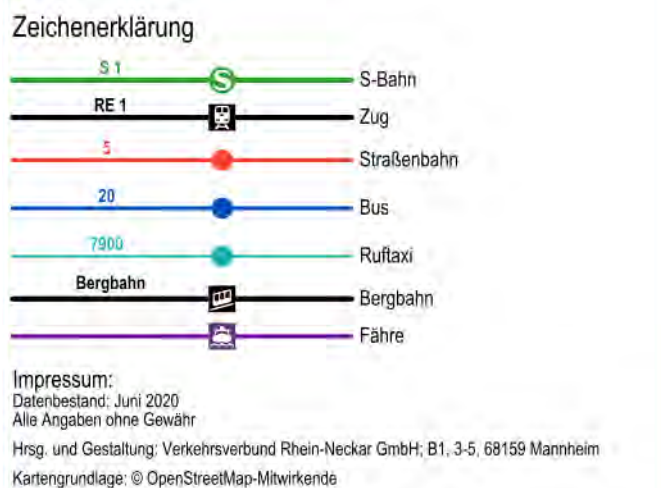 Zeichenerklärung
S 1 S-Bahn
RE 1 Zug
5 Straßenbahn
20 Bus
7900 Ruftaxi
Bergbahn Bergbahn
Fähre
Impressum:
Datenbestand: Juni 2020
Alle Angaben ohne Gewähr
Hrsg. und Gestaltung: Verkehrsverbund Rhein-Neckar GmbH; B1, 3-5, 68159 Mannheim
Kartengrundlage: © OpenStreetMap-Mitwirkende